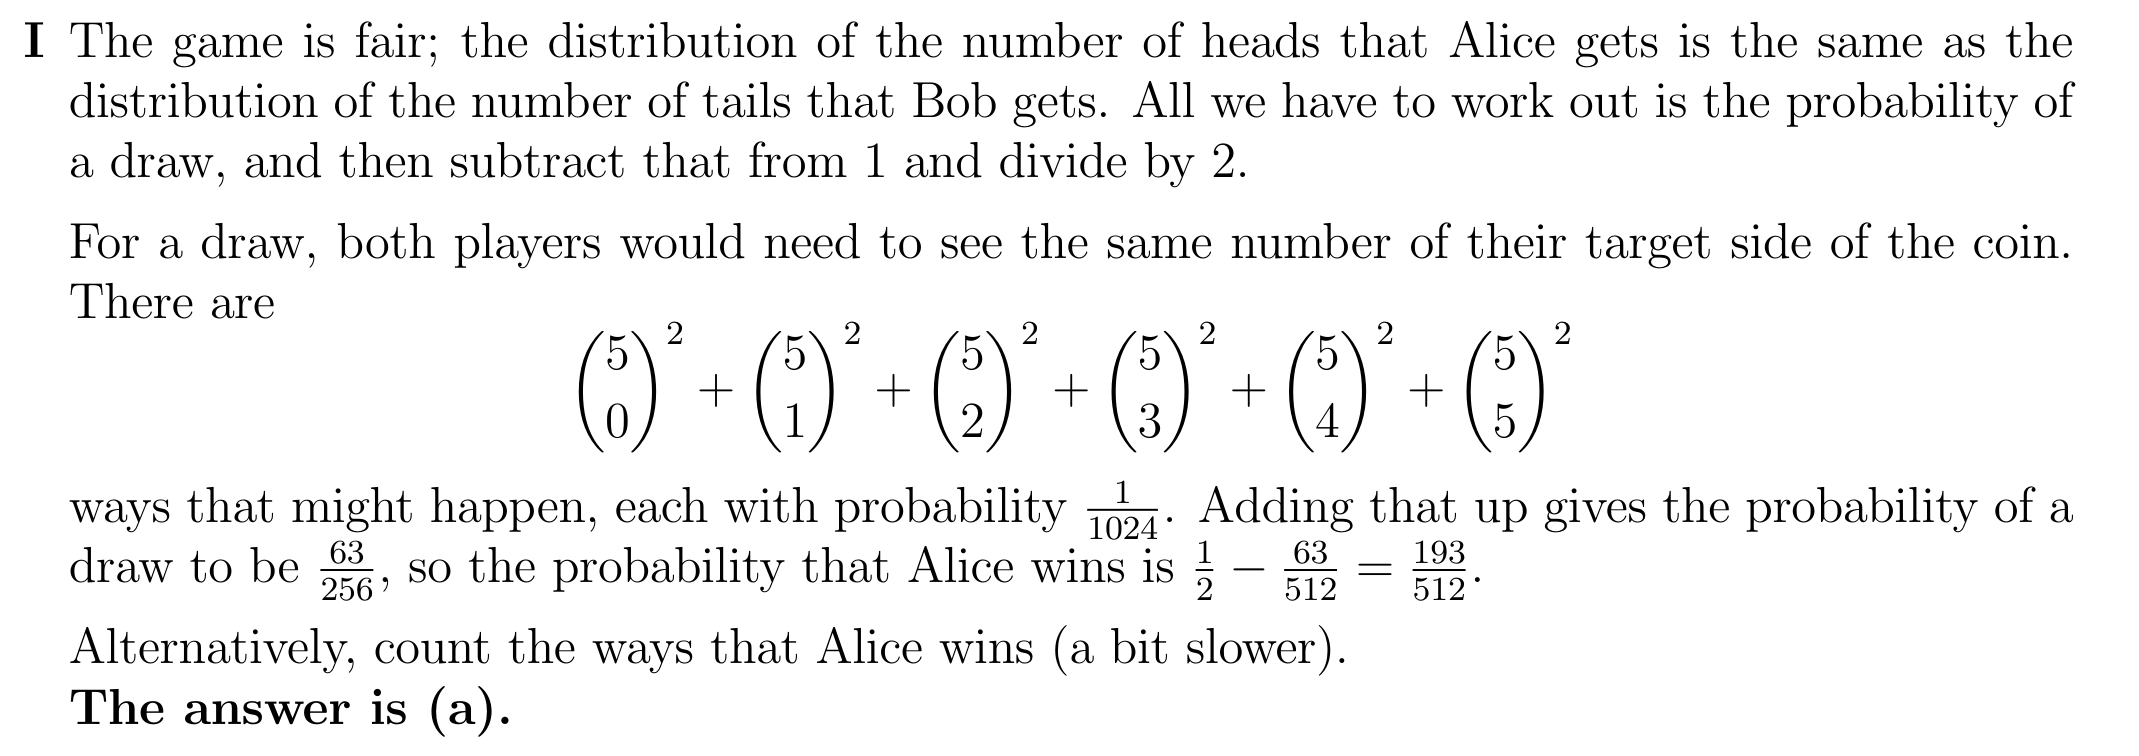 I The game is fair; the distribution of the number of heads that Alice gets is the same as the
distribution of the number of tails that Bob gets. All we have to work out is the probability of
a draw, and then subtract that from 1 and divide by 2.
For a draw, both players would need to see the same number of their target side of the coin.
There are
$\binom{5}{0}^2 + \binom{5}{1}^2 + \binom{5}{2}^2 + \binom{5}{3}^2 + \binom{5}{4}^2 + \binom{5}{5}^2$
ways that might happen, each with probability $\frac{1}{1024}$. Adding that up gives the probability of a
draw to be $\frac{63}{256}$, so the probability that Alice wins is $\frac{1}{2} - \frac{63}{512} = \frac{193}{512}$.
Alternatively, count the ways that Alice wins (a bit slower).
The answer is (a).